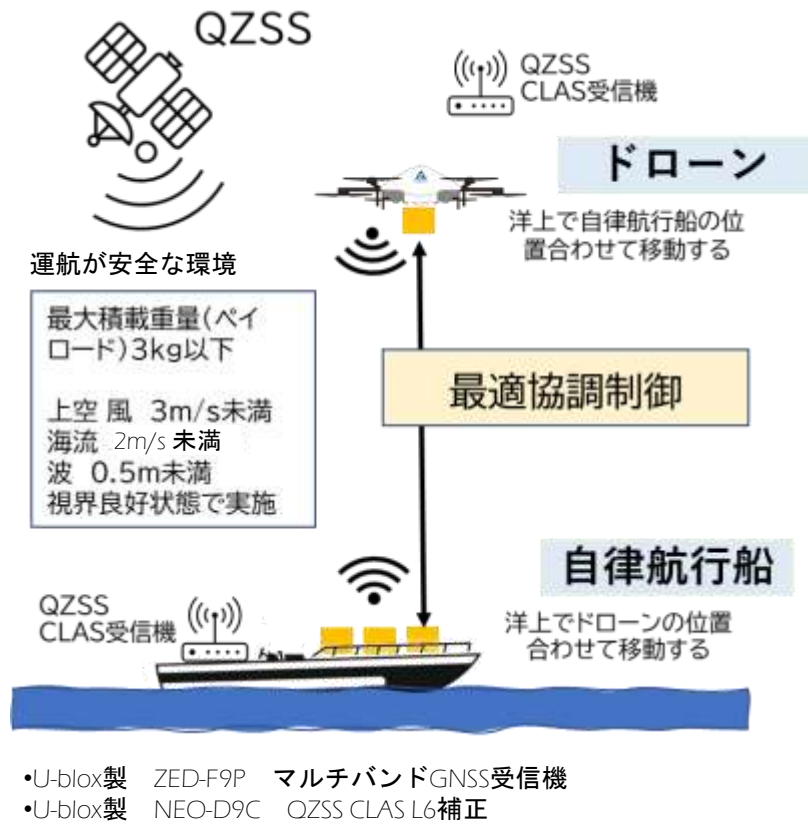 QZSS
QZSS
CLAS受信機
ドローン
洋上で自律航行船の位
置合わせて移動する
運航が安全な環境
最大積載重量(ペイ
ロード)3kg以下
上空 風 3m/s未満
海流 2m/s 未満
波 0.5m未満
視界良好状態で実施
最適協調制御
自律航行船
洋上でドローンの位置
合わせて移動する
QZSS
CLAS受信機
•U-blox製 ZED-F9P マルチバンドGNSS受信機
•U-blox製 NEO-D9C QZSS CLAS L6補正